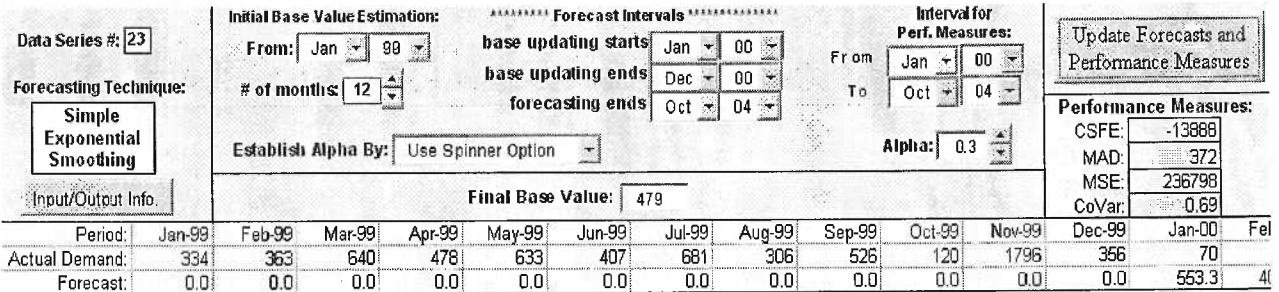 Data Series #: 23
Forecasting Technique:
Simple
Exponential
Smoothing
Input/Output Info.
Initial Base Value Estimation:
From: Jan 99
# of months: 12
********* Forecast Intervals **************
base updating starts Jan 00
base updating ends Dec 00
forecasting ends Oct 04
Establish Alpha By: Use Spinner Option
Interval for
Perf. Measures:
From Jan 00
To Oct 04
Alpha: 0.3
Final Base Value: 479
Update Forecasts and
Performance Measures
Performance Measures:
CSFE: -13888
MAD: 372
MSE: 236798
CoVar: 0.69
Period: Jan-99 Feb-99 Mar-99 Apr-99 May-99 Jun-99 Jul-99 Aug-99 Sep-99 Oct-99 Nov-99 Dec-99 Jan-00 Fe
Actual Demand: 334 363 640 478 633 407 681 306 526 120 1796 356 70
Forecast: 0.0 0.0 0.0 0.0 0.0 0.0 0.0 0.0 0.0 0.0 0.0 0.0 553.3 40